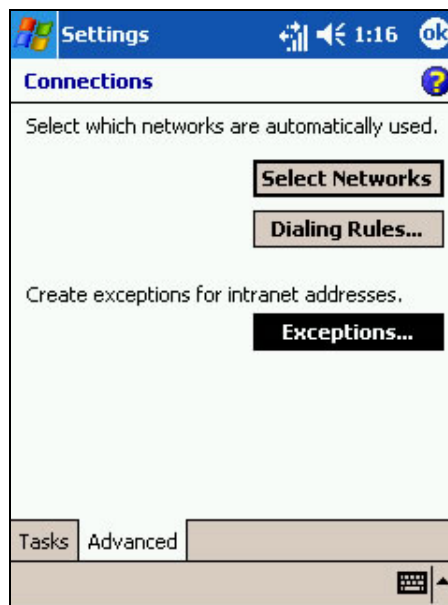 Settings 1:16 ok
Connections ?
Select which networks are automatically used.
Select Networks
Dialing Rules...
Create exceptions for intranet addresses.
Exceptions...
Tasks Advanced